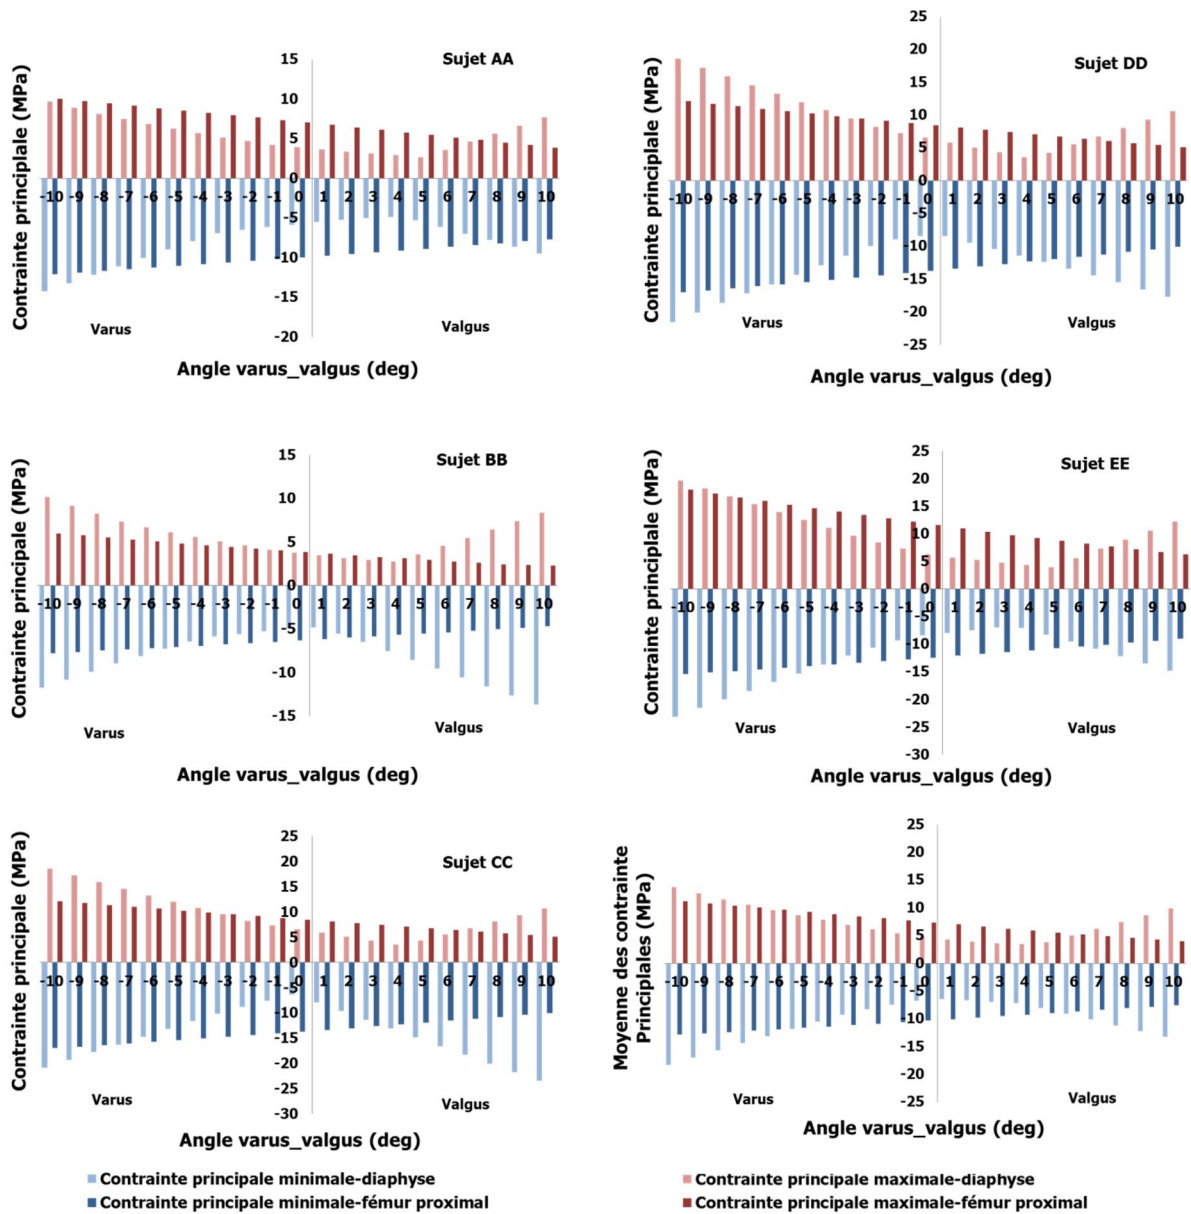 Contrainte principlale (MPa)
Sujet AA
15
10
5
0
-5
-10
-15
-20
-10 -9 -8 -7 -6 -5 -4 -3 -2 -1 0 1 2 3 4 5 6 7 8 9 10
Varus
Valgus
Angle varus_valgus (deg)
Contrainte principlale (MPa)
Sujet DD
25
20
15
10
5
0
-5
-10
-15
-20
-25
-10 -9 -8 -7 -6 -5 -4 -3 -2 -1 0 1 2 3 4 5 6 7 8 9 10
Varus
Valgus
Angle varus_valgus (deg)
Contrainte principlale (MPa)
Sujet BB
15
10
5
0
-5
-10
-15
-10 -9 -8 -7 -6 -5 -4 -3 -2 -1 0 1 2 3 4 5 6 7 8 9 10
Varus
Valgus
Angle varus_valgus (deg)
Contrainte principlale (MPa)
Sujet EE
25
20
15
10
5
0
-5
-10
-15
-20
-25
-30
-10 -9 -8 -7 -6 -5 -4 -3 -2 -1 0 1 2 3 4 5 6 7 8 9 10
Varus
Valgus
Angle varus_valgus (deg)
Contrainte principlale (MPa)
Sujet CC
25
20
15
10
5
0
-5
-10
-15
-20
-25
-30
-10 -9 -8 -7 -6 -5 -4 -3 -2 -1 0 1 2 3 4 5 6 7 8 9 10
Varus
Valgus
Angle varus_valgus (deg)
Moyenne des contrainte
Principlales (MPa)
25
20
15
10
5
0
-5
-10
-15
-20
-25
-10 -9 -8 -7 -6 -5 -4 -3 -2 -1 0 1 2 3 4 5 6 7 8 9 10
Varus
Valgus
Angle varus_valgus (deg)
Contrainte principale minimale-diaphyse
Contrainte principale minimale-fémur proximal
Contrainte principale maximale-diaphyse
Contrainte principale maximale-fémur proximal